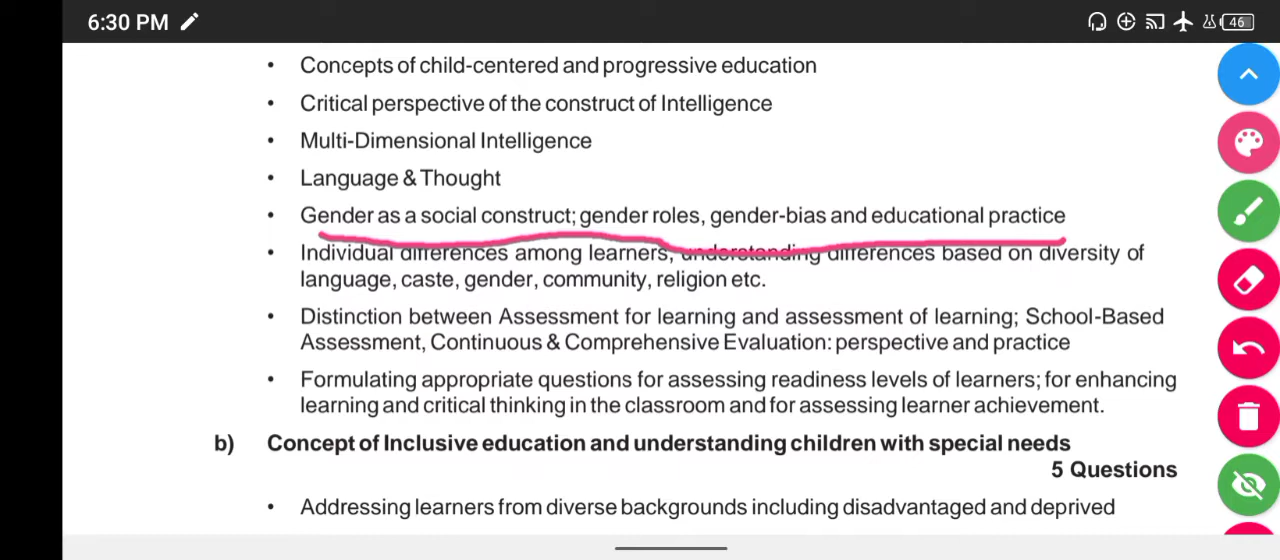 6:30 PM
46
• Concepts of child-centered and progressive education
• Critical perspective of the construct of Intelligence
• Multi-Dimensional Intelligence
• Language & Thought
• Gender as a social construct; gender roles, gender-bias and educational practice
• Individual differences among learners, understanding differences based on diversity of
language, caste, gender, community, religion etc.
• Distinction between Assessment for learning and assessment of learning; School-Based
Assessment, Continuous & Comprehensive Evaluation: perspective and practice
• Formulating appropriate questions for assessing readiness levels of learners; for enhancing
learning and critical thinking in the classroom and for assessing learner achievement.
b) Concept of Inclusive education and understanding children with special needs
5 Questions
• Addressing learners from diverse backgrounds including disadvantaged and deprived